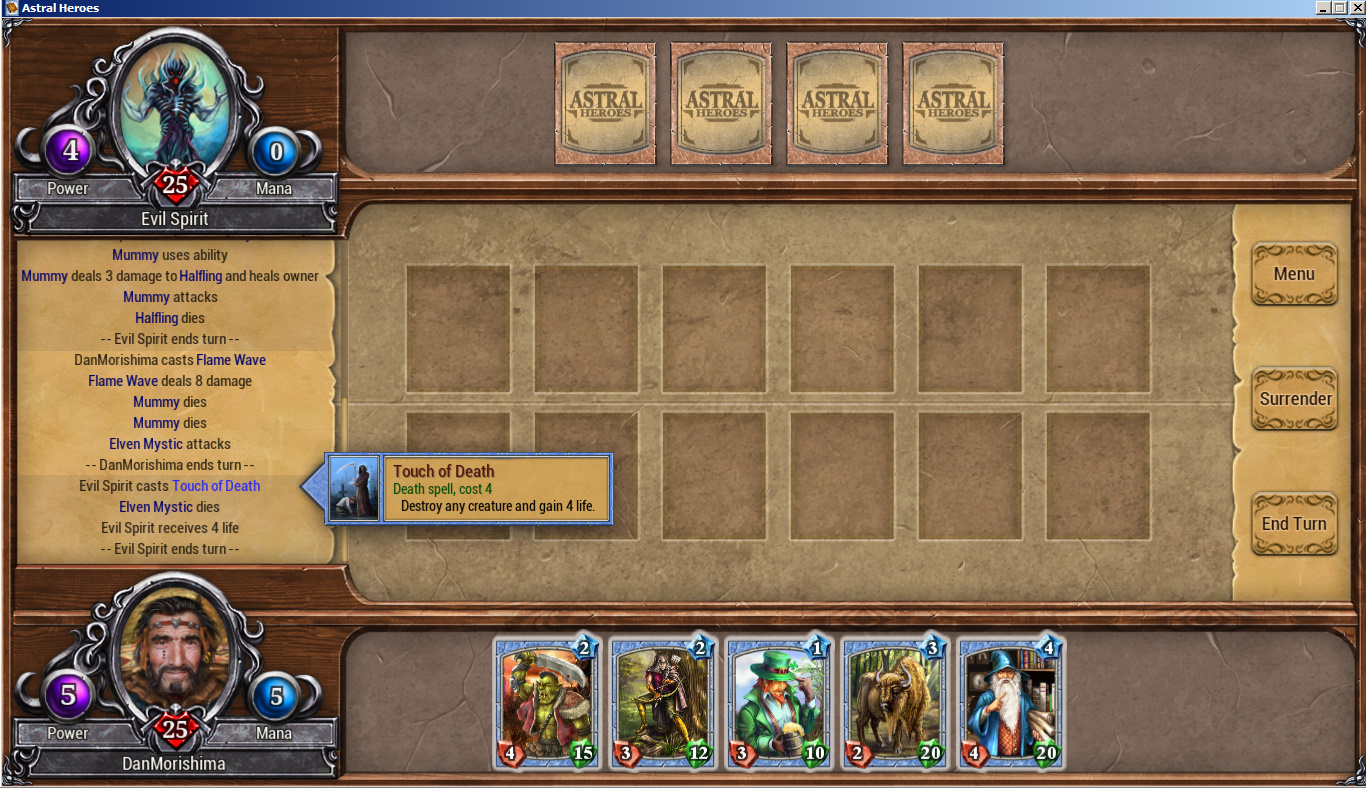 Astral Heroes
ASTRAL
HEROES
ASTRAL
HEROES
ASTRAL
HEROES
ASTRAL
HEROES
4
0
Power
25
Mana
Evil Spirit
Mummy uses ability
Mummy deals 3 damage to Halfling and heals owner
Mummy attacks
Halfling dies
-- Evil Spirit ends turn --
DanMorishima casts Flame Wave
Flame Wave deals 8 damage
Mummy dies
Mummy dies
Elven Mystic attacks
-- DanMorishima ends turn --
Evil Spirit casts Touch of Death
Elven Mystic dies
Evil Spirit receives 4 life
-- Evil Spirit ends turn --
Touch of Death
Death spell, cost 4
Destroy any creature and gain 4 life.
Menu
Surrender
End Turn
5
5
Power
25
Mana
DanMorishima
2
4
15
2
3
12
1
3
10
3
2
20
4
4
20